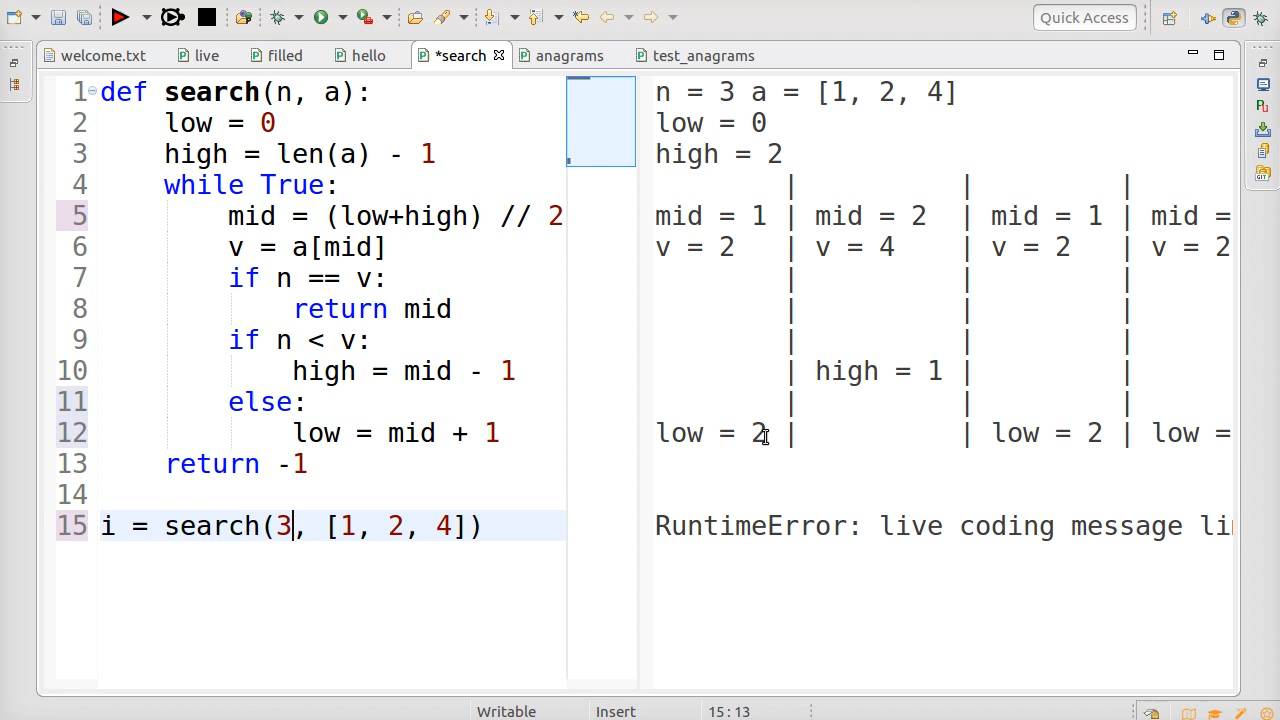 Quick Access
welcome.txt live filled hello *search anagrams test_anagrams
1 def search(n, a):
2 low = 0
3 high = len(a) - 1
4 while True:
5 mid = (low+high) // 2
6 v = a[mid]
7 if n == v:
8 return mid
9 if n < v:
10 high = mid - 1
11 else:
12 low = mid + 1
13 return -1
14
15 i = search(3, [1, 2, 4])
n = 3 a = [1, 2, 4]
low = 0
high = 2
| | |
mid = 1 | mid = 2 | mid = 1 | mid =
v = 2 | v = 4 | v = 2 | v = 2
| | |
| | |
| | |
| high = 1 | |
| | |
low = 2 | | low = 2 | low =
RuntimeError: live coding message li
Writable Insert 15:13